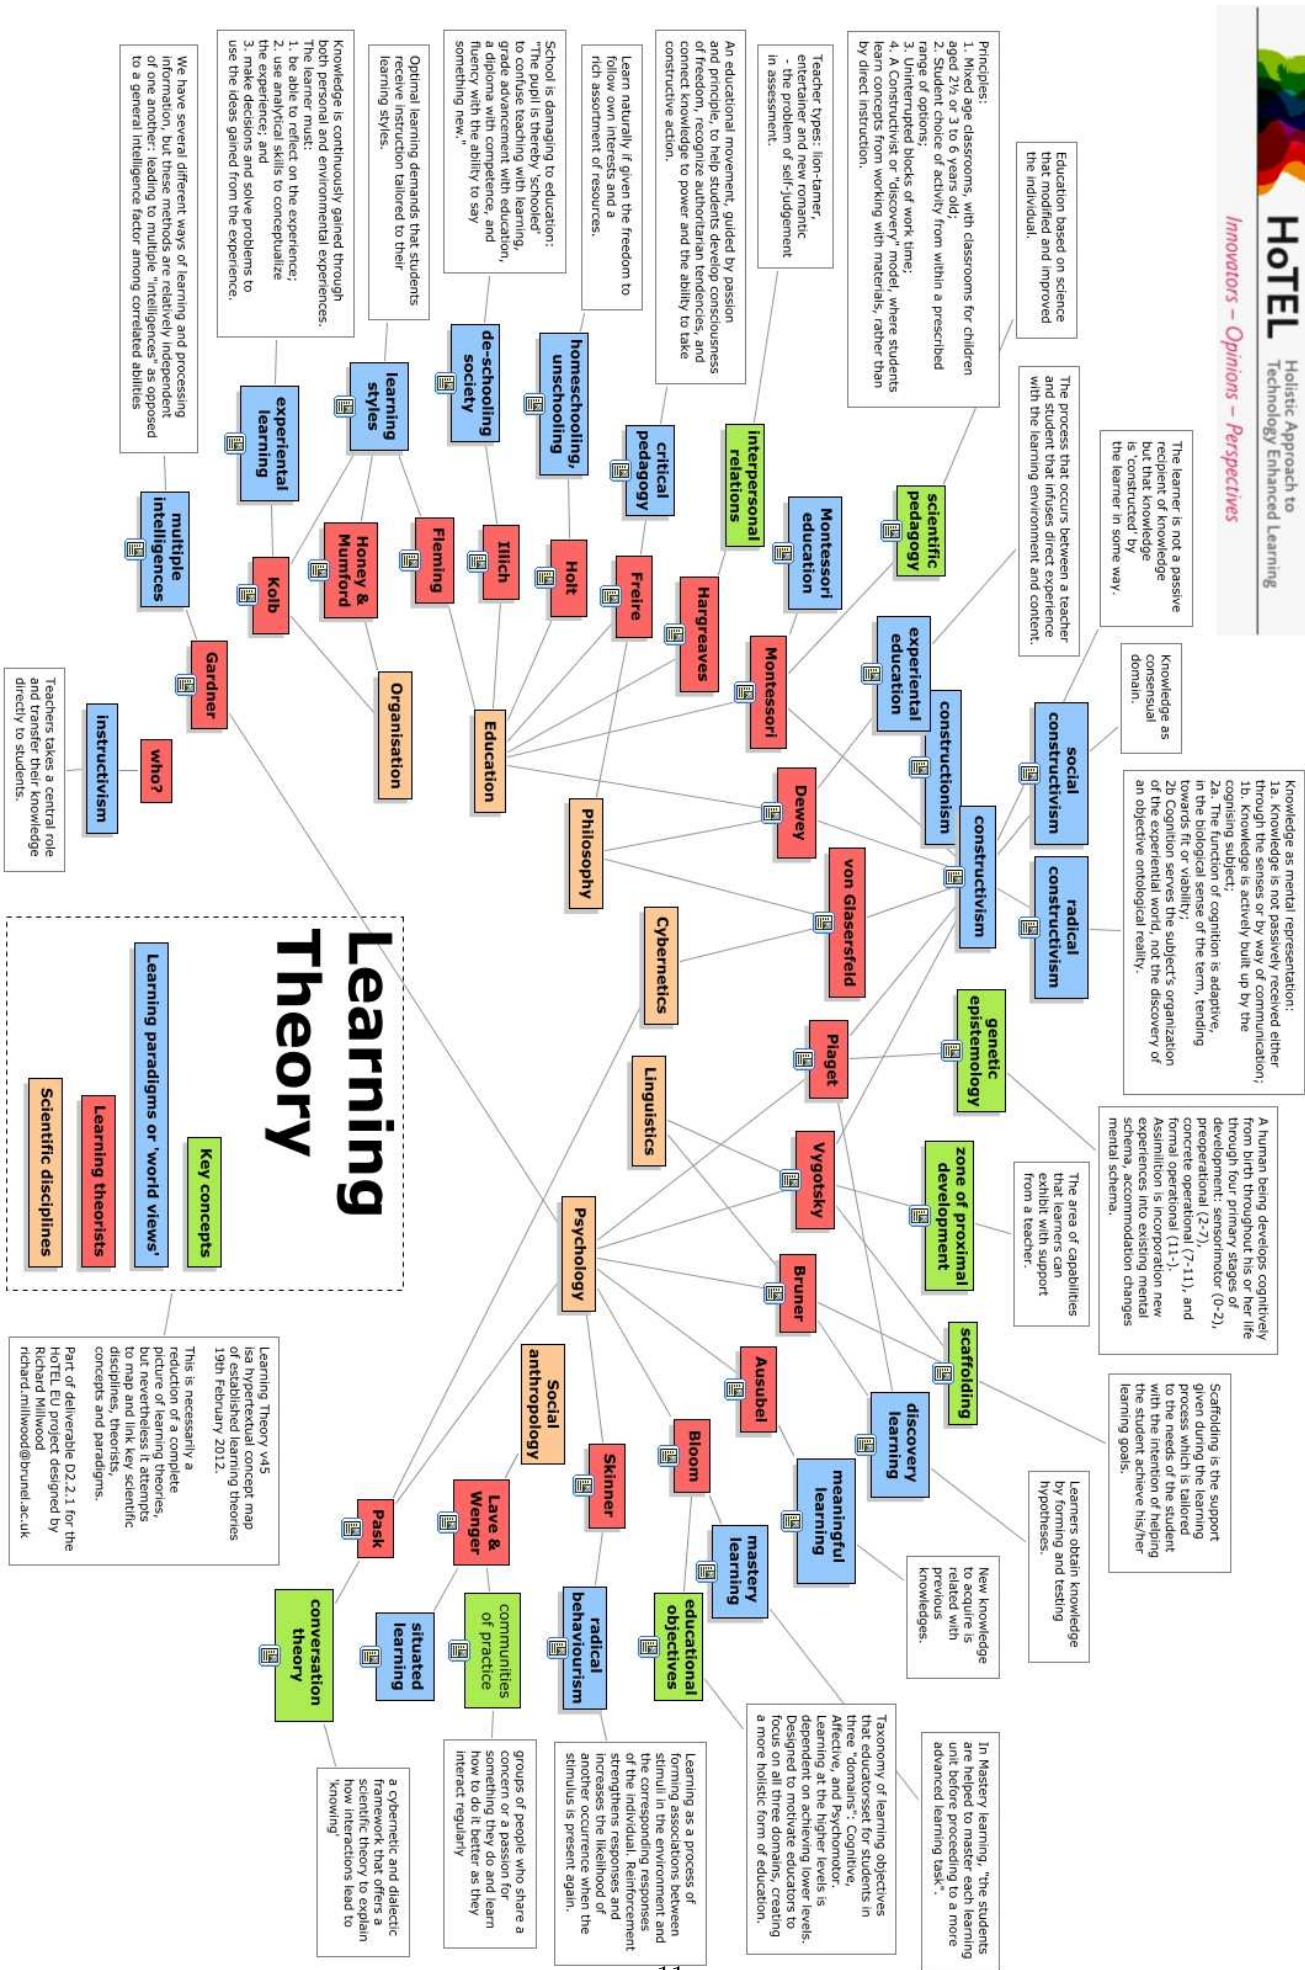 HoTEL
Holistic Approach to
Technology Enhanced Learning
Innovators – Opinions – Perspectives
Education based on science
that modified and improved
the individual.
Principles:
1. Mixed age classrooms, with classrooms for children
aged 2½ or 3 to 6 years old;
2. Student choice of activity from within a prescribed
range of options;
3. Uninterrupted blocks of work time;
4. A Constructivist or "discovery" model, where students
learn concepts from working with materials, rather than
by direct instruction.
Teacher types: lion-tamer,
entertainer and new romantic
- the problem of self-judgement
in assessment.
An educational movement, guided by passion
and principle, to help students develop consciousness
of freedom, recognize authoritarian tendencies, and
connect knowledge to power and the ability to take
constructive action.
Learn naturally if given the freedom to
follow own interests and a
rich assortment of resources.
School is damaging to education:
"The pupil is thereby 'schooled'
to confuse teaching with learning,
grade advancement with education,
a diploma with competence, and
fluency with the ability to say
something new."
Optimal learning demands that students
receive instruction tailored to their
learning styles.
Knowledge is continuously gained through
both personal and environmental experiences.
The learner must:
1. be able to reflect on the experience;
2. use analytical skills to conceptualize
the experience; and
3. make decisions and solve problems to
use the ideas gained from the experience.
We have several different ways of learning and processing
information, but these methods are relatively independent
of one another: leading to multiple "intelligences" as opposed
to a general intelligence factor among correlated abilities
The process that occurs between a teacher
and student that infuses direct experience
with the learning environment and content.
The learner is not a passive
recipient of knowledge
but that knowledge
is 'constructed' by
the learner in some way.
Knowledge as
consensual
domain.
Knowledge as mental representation:
1a. Knowledge is not passively received either
through the senses or by way of communication;
1b. Knowledge is actively built up by the
cognising subject;
2a. The function of cognition is adaptive,
in the biological sense of the term, tending
towards fit or viability;
2b Cognition serves the subject's organization
of the experiential world, not the discovery of
an objective ontological reality.
A human being develops cognitively
from birth throughout his or her life
through four primary stages of
development: sensorimotor (0-2),
preoperational (2-7),
concrete operational (7-11), and
formal operational (11-).
Assimilition is incorporation new
experiences into existing mental
schema, accommodation changes
mental schema.
The area of capabilities
that learners can
exhibit with support
from a teacher.
Scaffolding is the support
given during the learning
process which is tailored
to the needs of the student
with the intention of helping
the student achieve his/her
learning goals.
Learners obtain knowledge
by forming and testing
hypotheses.
New knowledge
to acquire is
related with
previous
knowledges.
In Mastery learning, "the students
are helped to master each learning
unit before proceeding to a more
advanced learning task".
Taxonomy of learning objectives
that educatorsset for students in
three "domains": Cognitive,
Affective, and Psychomotor.
Learning at the higher levels is
dependent on achieving lower levels.
Designed to motivate educators to
focus on all three domains, creating
a more holistic form of education.
Learning as a process of
forming associations between
stimuli in the environment and
the corresponding responses
of the individual. Reinforcement
strengthens responses and
increases the likelihood of
another occurrence when the
stimulus is present again.
groups of people who share a
concern or a passion for
something they do and learn
how to do it better as they
interact regularly
a cybernetic and dialectic
framework that offers a
scientific theory to explain
how interactions lead to
'knowing'
social
constructivism
radical
constructivism
constructivism
constructionism
experiential
education
scientific
pedagogy
Montessori
education
interpersonal
relations
critical
pedagogy
homeschooling,
unschooling
de-schooling
society
learning
styles
experiental
learning
multiple
intelligences
genetic
epistemology
zone of proximal
development
scaffolding
discovery
learning
meaningful
learning
mastery
learning
educational
objectives
radical
behaviourism
communities
of practice
situated
learning
conversation
theory
Montessori
Dewey
von Glasersfeld
Piaget
Vygotsky
Bruner
Ausubel
Bloom
Skinner
Lave &
Wenger
Pask
Hargreaves
Freire
Holt
Illich
Fleming
Honey &
Mumford
Kolb
Gardner
Organisation
Education
Philosophy
Cybernetics
Linguistics
Psychology
Social
anthropology
who?
instructivism
Teachers takes a central role
and transfer their knowledge
directly to students.
Learning
Theory
Key concepts
Learning paradigms or 'world views'
Learning theorists
Scientific disciplines
Learning Theory v45
isa hypertextual concept map
of established learning theories
19th February 2012.
This is necessarily a
reduction of a complete
picture of learning theories,
but nevertheless it attempts
to map and link key scientific
disciplines, theorists,
concepts and paradigms.
Part of deliverable D2.2.1 for the
HoTEL EU project designed by
Richard Millwood
richard.millwood@brunel.ac.uk
11